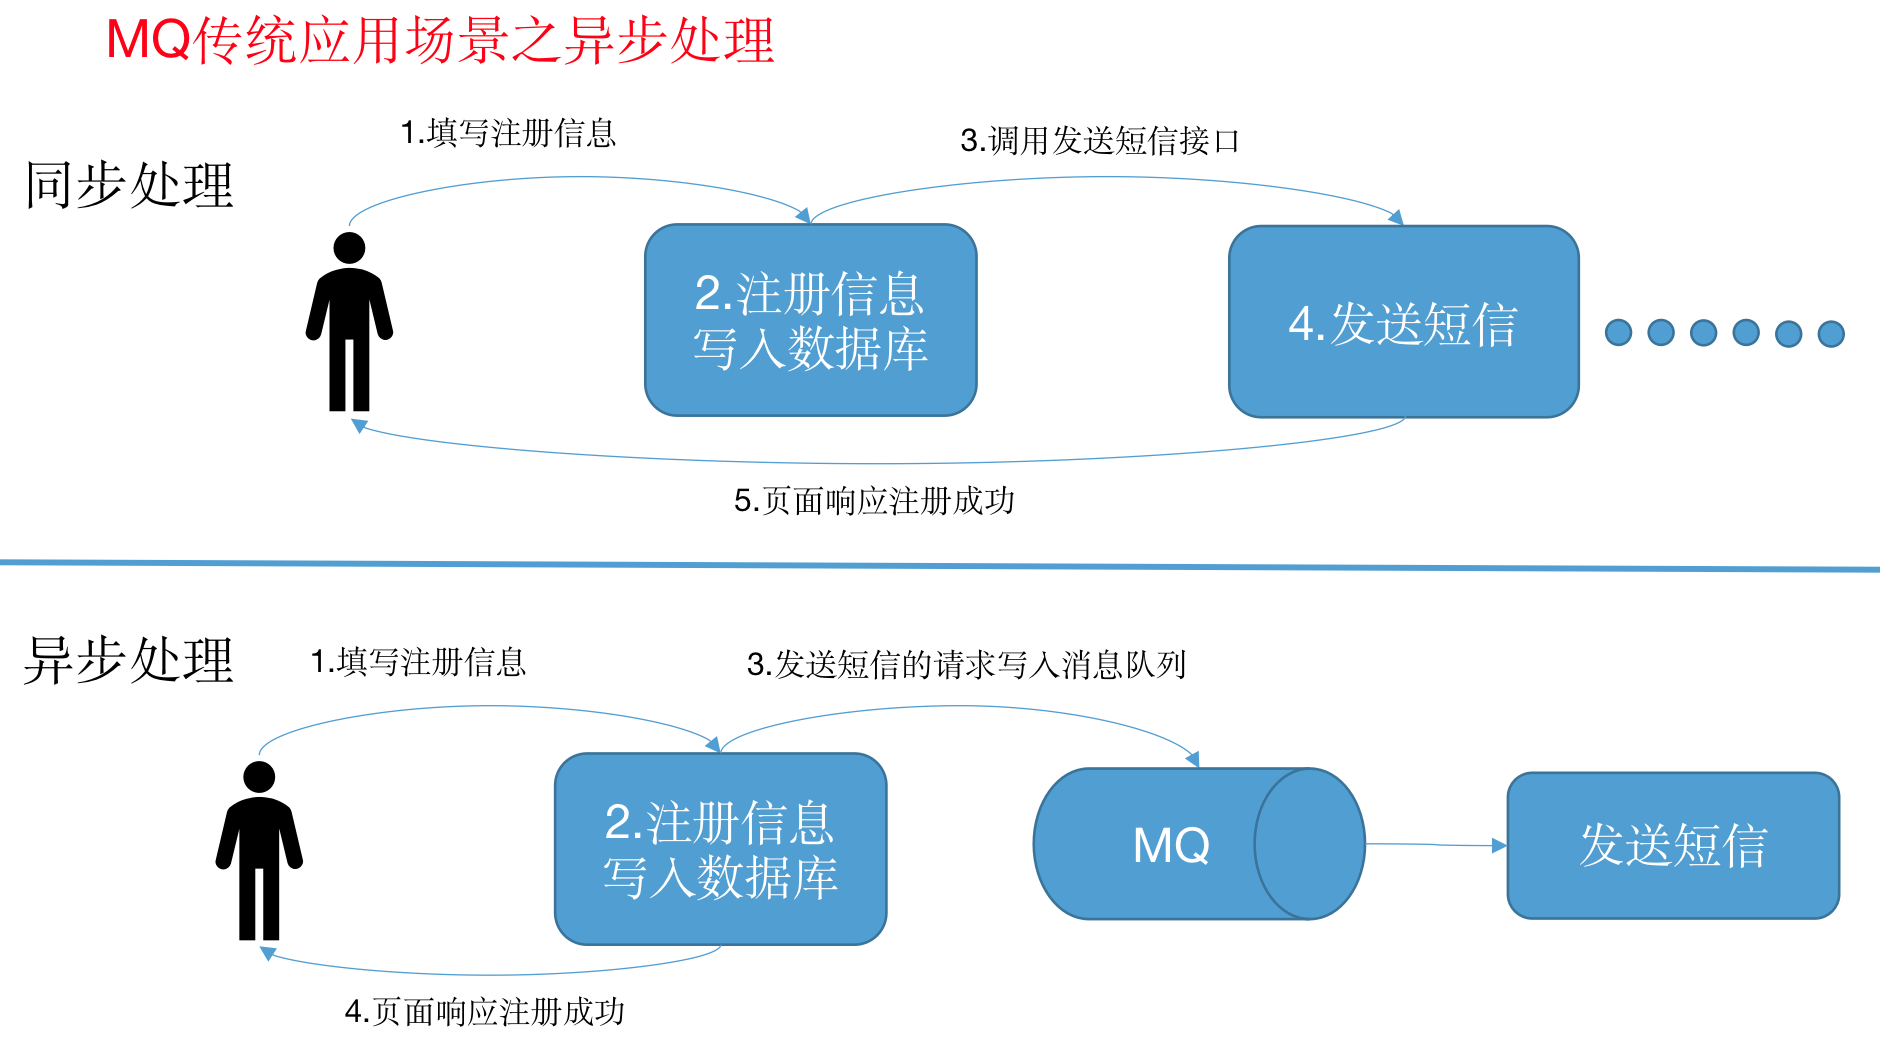 MQ传统应用场景之异步处理
同步处理
1.填写注册信息
3.调用发送短信接口
2.注册信息
写入数据库
4.发送短信
5.页面响应注册成功
异步处理
1.填写注册信息
3.发送短信的请求写入消息队列
2.注册信息
写入数据库
MQ
发送短信
4.页面响应注册成功